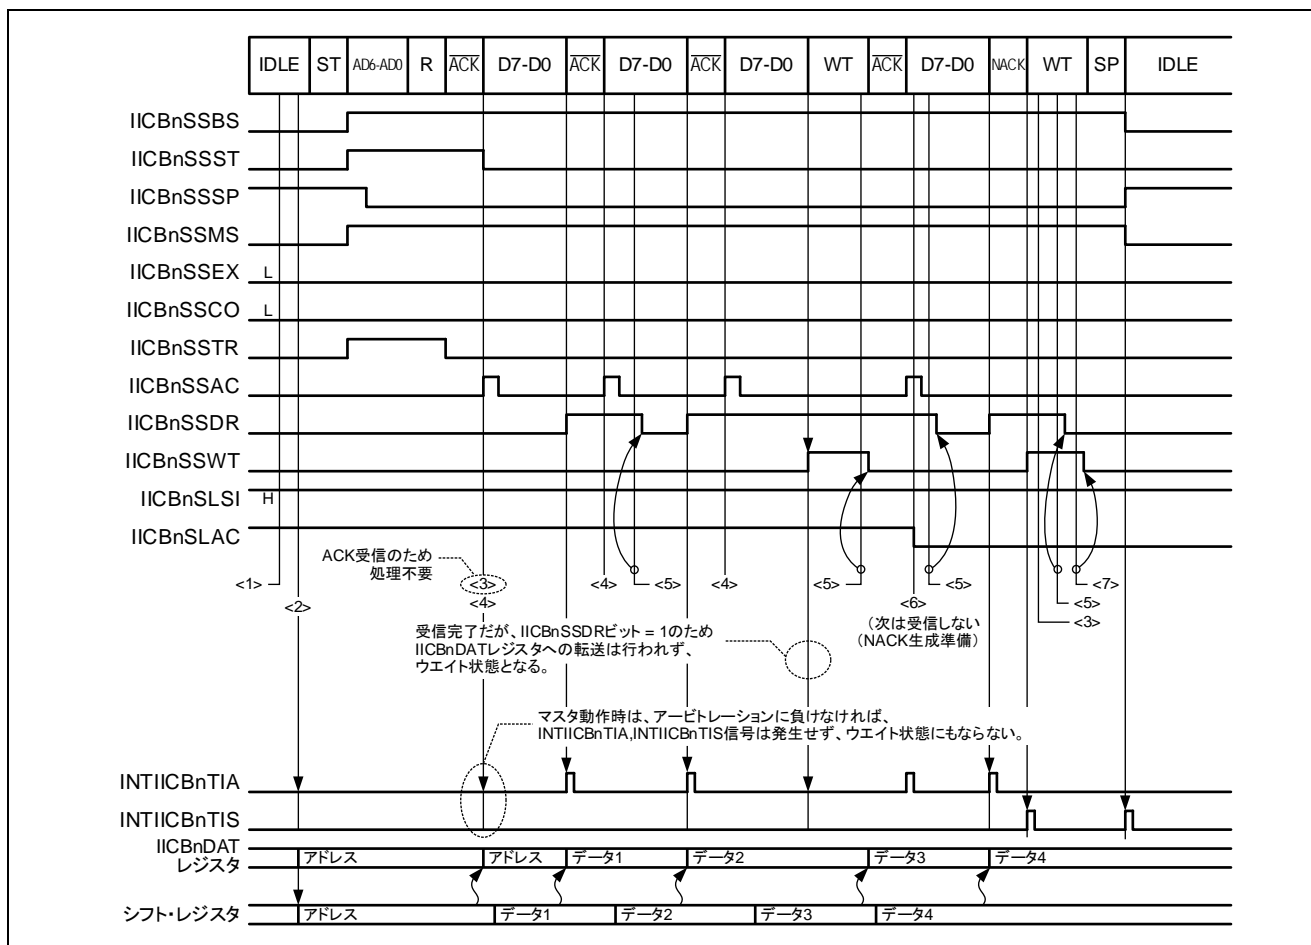 IDLE ST AD6-AD0 R ACK D7-D0 ACK D7-D0 ACK D7-D0 WT ACK D7-D0 NACK WT SP IDLE
IICBnSSBS
IICBnSSST
IICBnSSSP
IICBnSSMS
IICBnSSEX L
IICBnSSCO L
IICBnSSTR
IICBnSSAC
IICBnSSDR
IICBnSSWT
IICBnSLSI H
IICBnSLAC
ACK受信のため
処理不要
<1> <3> <4> <5> <4> <5> <6> <5> <7>
<2> <4> <5>
(次は受信しない <3>
(NACK生成準備)
受信完了だが、IICBnSSDRビット = 1のため
IICBnDATレジスタへの転送は行われず、
ウエイト状態となる。
マスタ動作時は、アービトレーションに負けなければ、
INTIICBnTIA,INTIICBnTIS信号は発生せず、ウエイト状態にもならない。
INTIICBnTIA
INTIICBnTIS
IICBnDAT
レジスタ アドレス アドレス データ1 データ2 データ3 データ4
シフト・レジスタ アドレス データ1 データ2 データ3 データ4